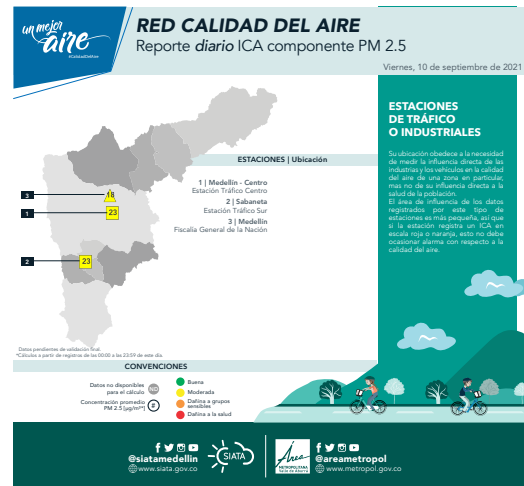 un mejor
aire
#CalidadDelAire
RED CALIDAD DEL AIRE
Reporte diario ICA componente PM 2.5
Viernes, 10 de septiembre de 2021
ESTACIONES
DE TRÁFICO
O INDUSTRIALES
Su ubicación obedece a la necesidad
de medir la influencia directa de las
industrias y los vehículos en la calidad
del aire de una zona en particular,
mas no de su influencia directa a la
salud de la población.
El área de influencia de los datos
registrados por este tipo de
estaciones es más pequeña, así que
si la estación registra un ICA en
escala roja o naranja, esto no debe
ocasionar alarma con respecto a la
calidad del aire.
ESTACIONES | Ubicación
1 | Medellín - Centro
Estación Tráfico Centro
2 | Sabaneta
Estación Tráfico Sur
3 | Medellín
Fiscalía General de la Nación
3
18
1
23
2
23
Datos pendientes de validación final.
*Cálculos a partir de registros de las 00:00 a las 23:59 de este día.
CONVENCIONES
Datos no disponibles
para el cálculo
ND
Concentración promedio
PM 2.5 [µg/m³*]
#
Buena
Moderada
Dañina a grupos
sensibles
Dañina a la salud
@siatamedellin
www.siata.gov.co
SIATA
Área
METROPOLITANA
Valle de Aburrá
@areametropol
www.metropol.gov.co